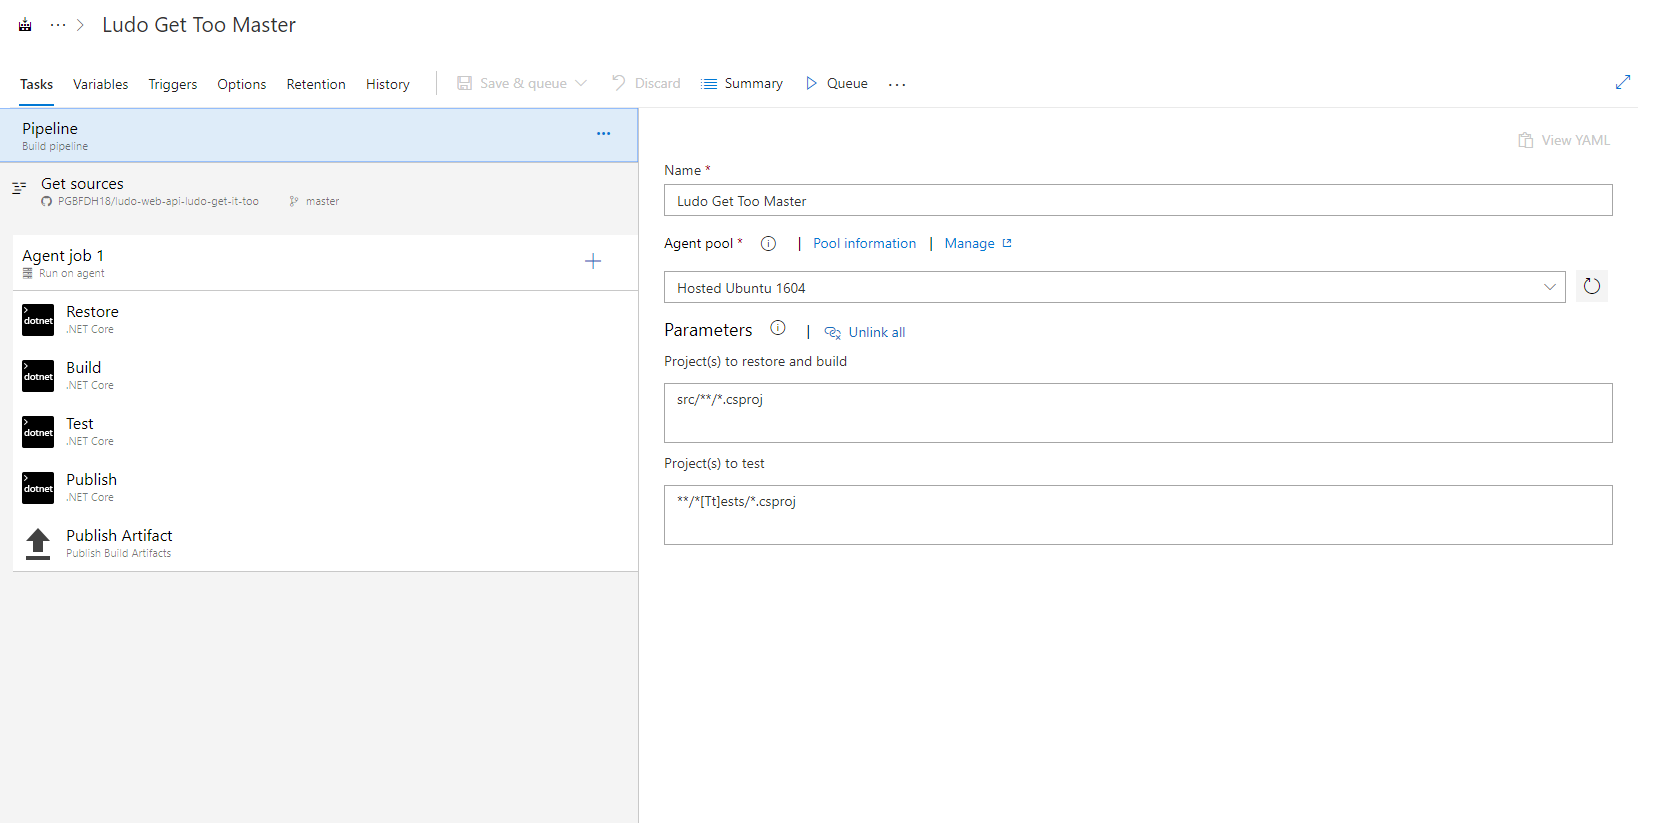 Ludo Get Too Master
Tasks Variables Triggers Options Retention History Save & queue Discard Summary Queue ...
Pipeline
Build pipeline
...
Get sources
PGBFDH18/ludo-web-api-ludo-get-it-too master
Agent job 1
Run on agent
dotnet
Restore
.NET Core
dotnet
Build
.NET Core
dotnet
Test
.NET Core
dotnet
Publish
.NET Core
Publish Artifact
Publish Build Artifacts
View YAML
Name *
Ludo Get Too Master
Agent pool * | Pool information | Manage
Hosted Ubuntu 1604
Parameters | Unlink all
Project(s) to restore and build
src/**/*.csproj
Project(s) to test
**/*[Tt]ests/*.csproj